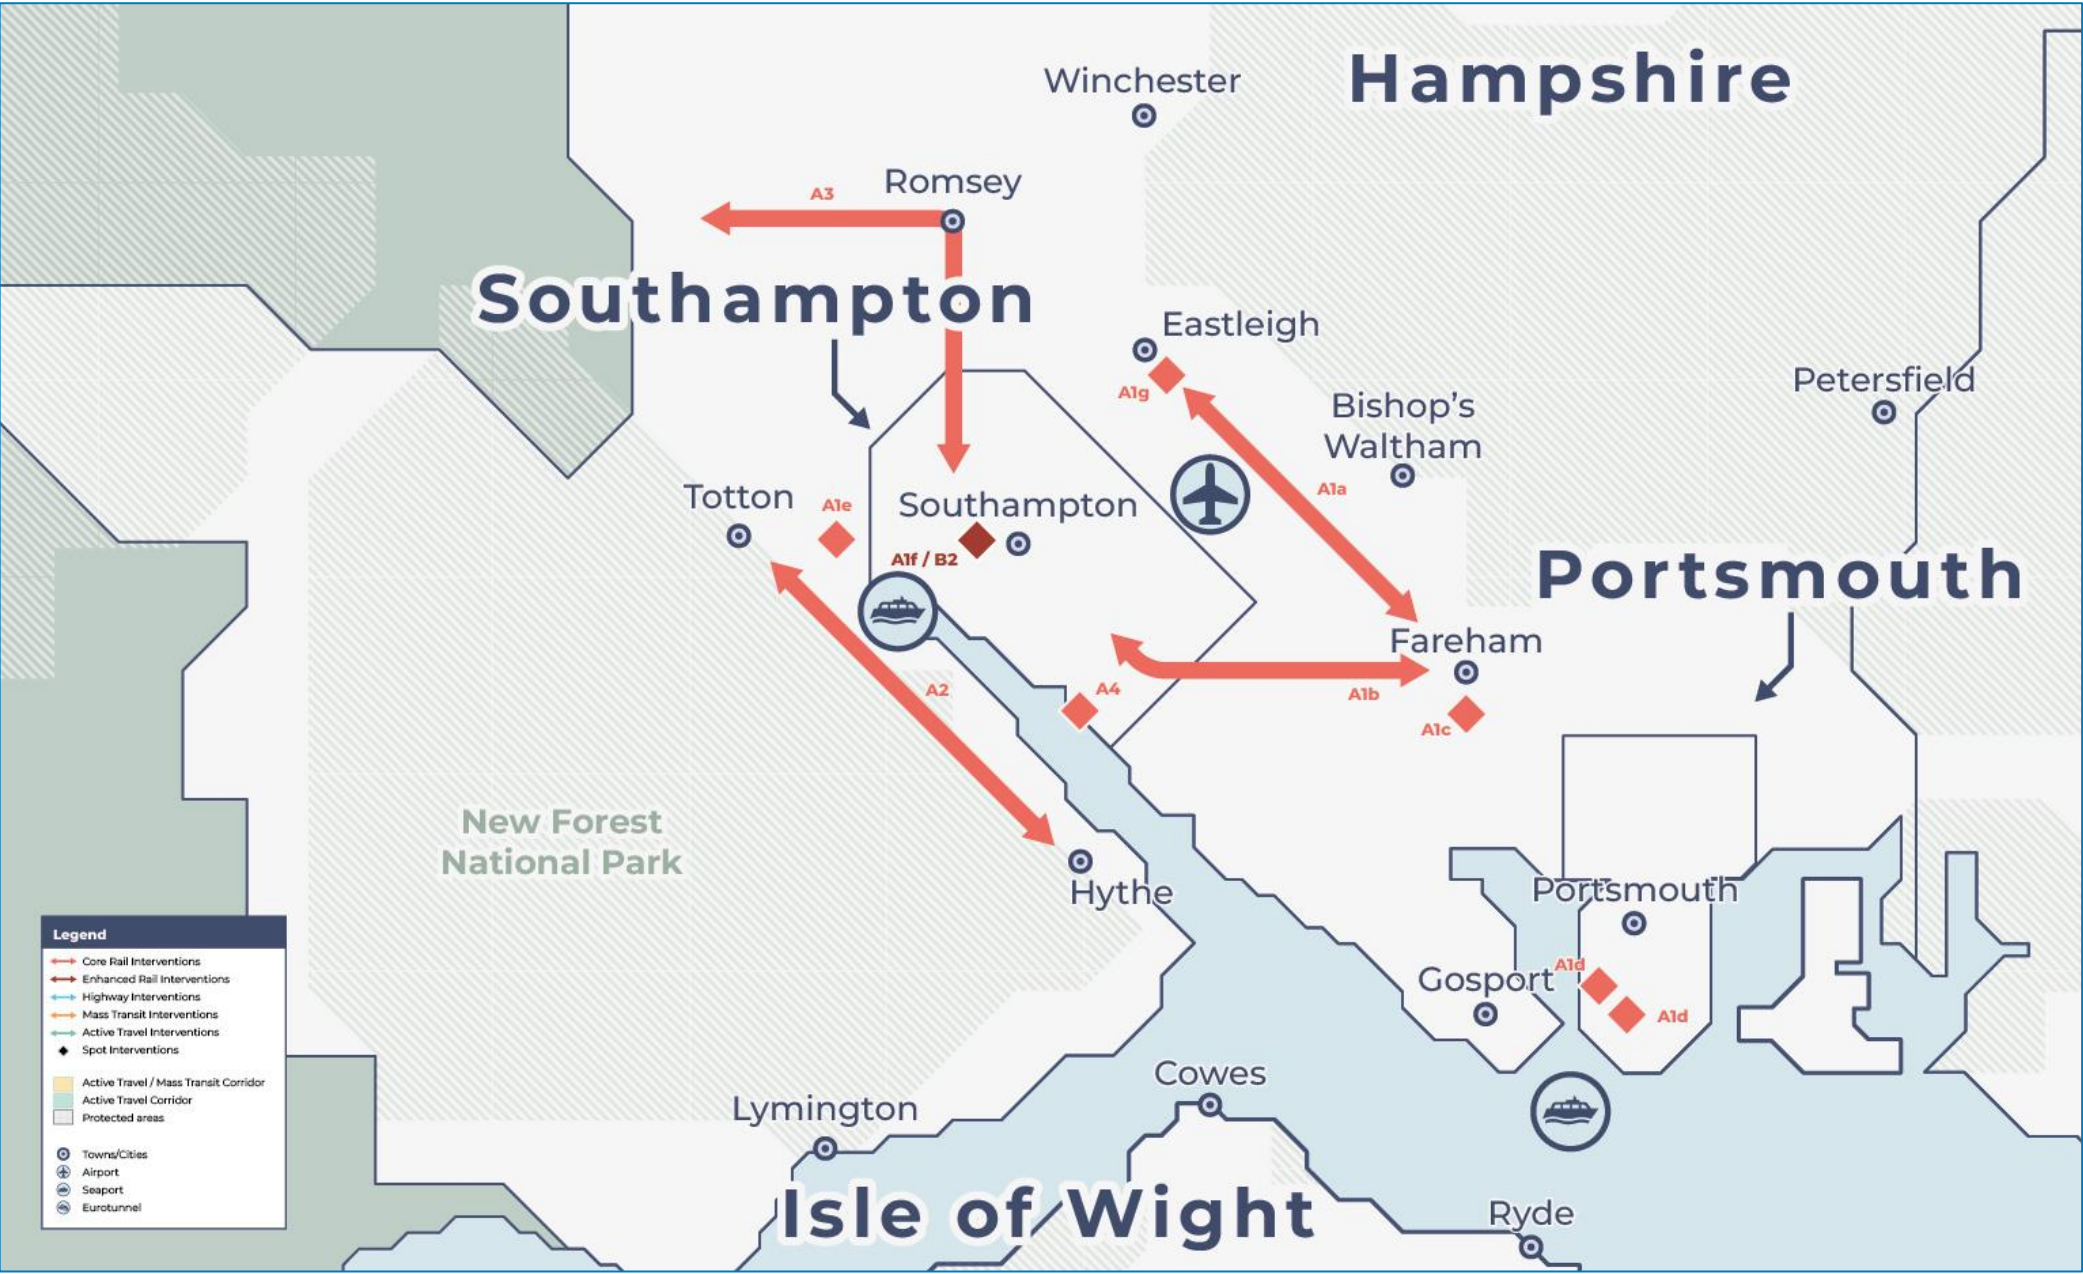 Hampshire
Winchester
Romsey
A3
Southampton
Eastleigh
A1g
Petersfield
Bishop's
Waltham
A1a
Totton
A1e
Southampton
A1f / B2
Portsmouth
Fareham
A2
A4
A1b
A1c
New Forest
National Park
Hythe
Portsmouth
Gosport
A1d
A1d
Cowes
Lymington
Isle of Wight
Ryde
Legend
Core Rail Interventions
Enhanced Rail Interventions
Highway Interventions
Mass Transit Interventions
Active Travel Interventions
Spot Interventions
Active Travel / Mass Transit Corridor
Active Travel Corridor
Protected areas
Towns/Cities
Airport
Seaport
Eurotunnel